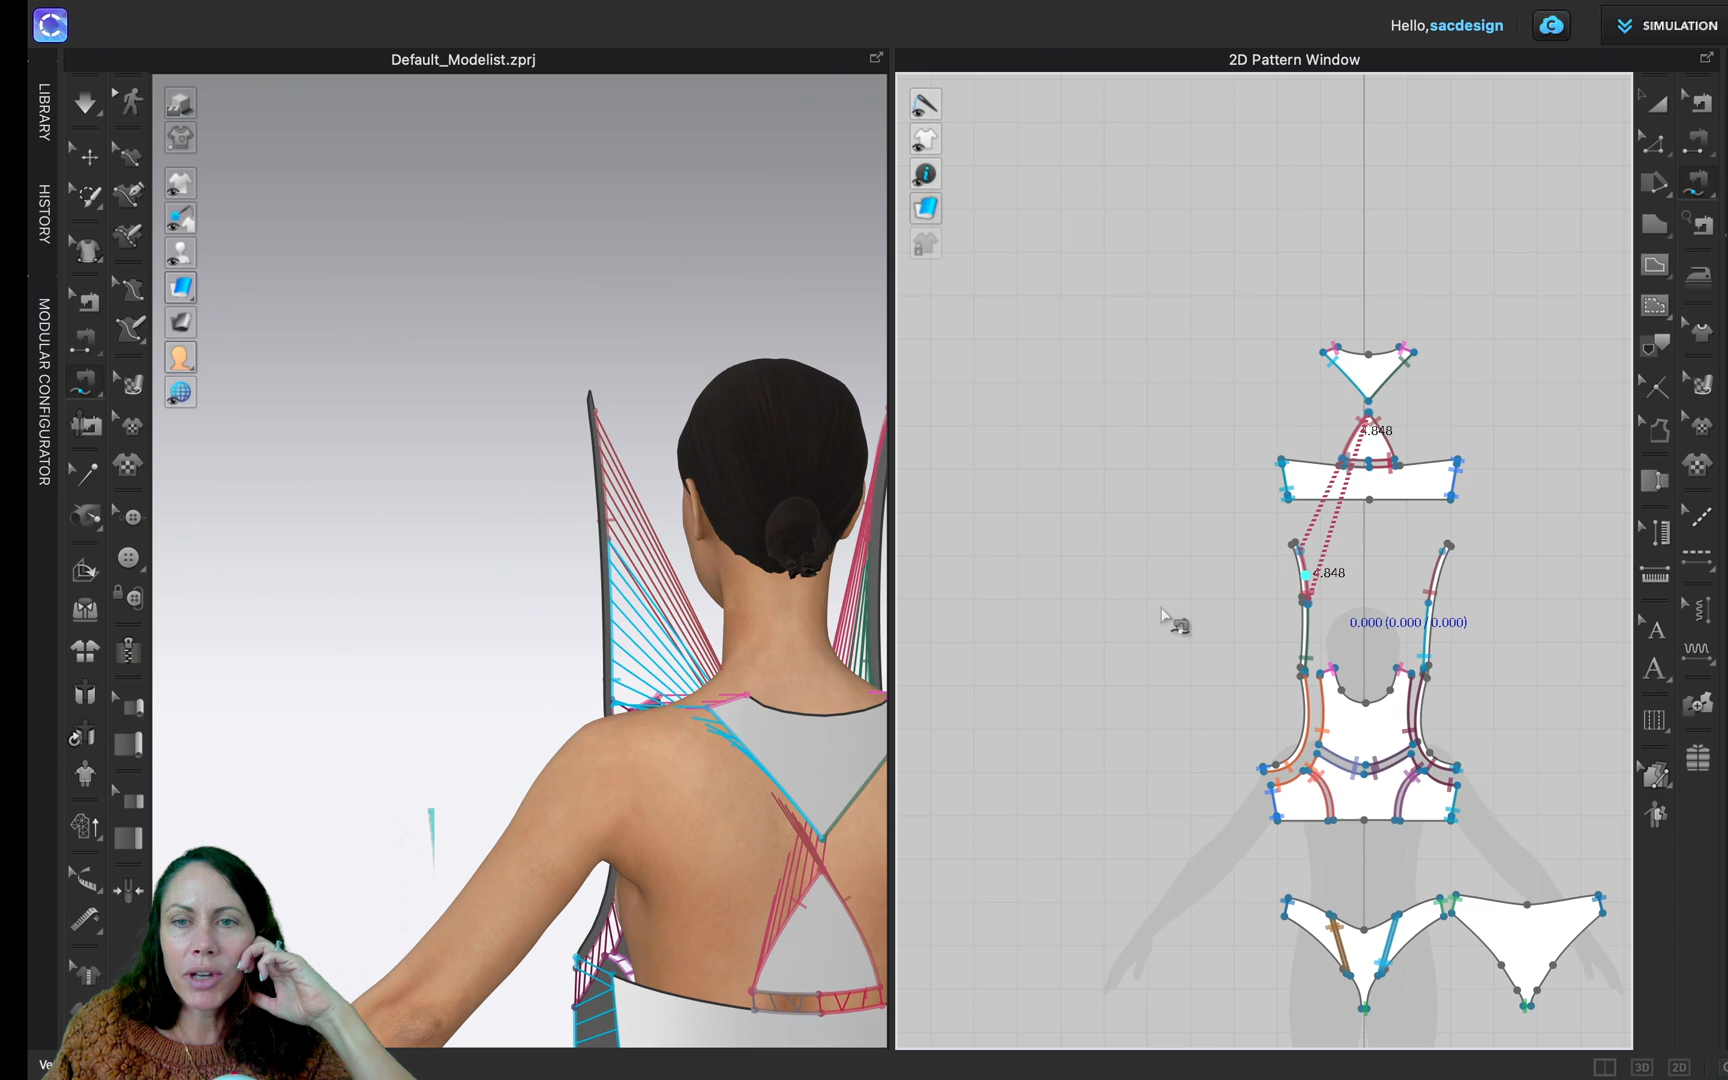 Hello, sacdesign
SIMULATION
Default_Modelist.zprj
2D Pattern Window
LIBRARY
HISTORY
MODULAR CONFIGURATOR
4.848
4.848
0.000 (0.000 / 0.000)
A
A
3D
2D